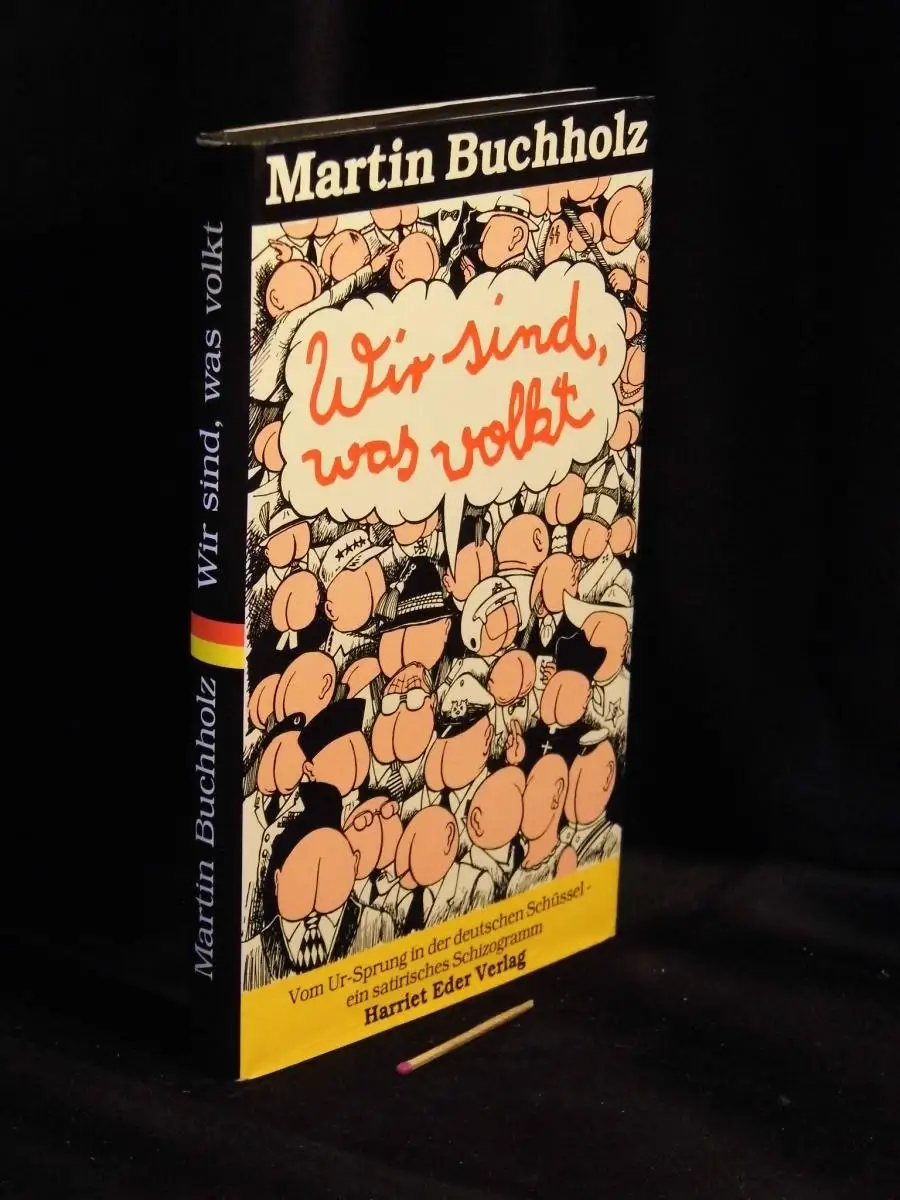 Martin Buchholz
Wir sind,
was volkt
Vom Ur-Sprung in der deutschen Schüssel -
ein satirisches Schizogramm
Harriet Eder Verlag
Martin Buchholz Wir sind, was volkt